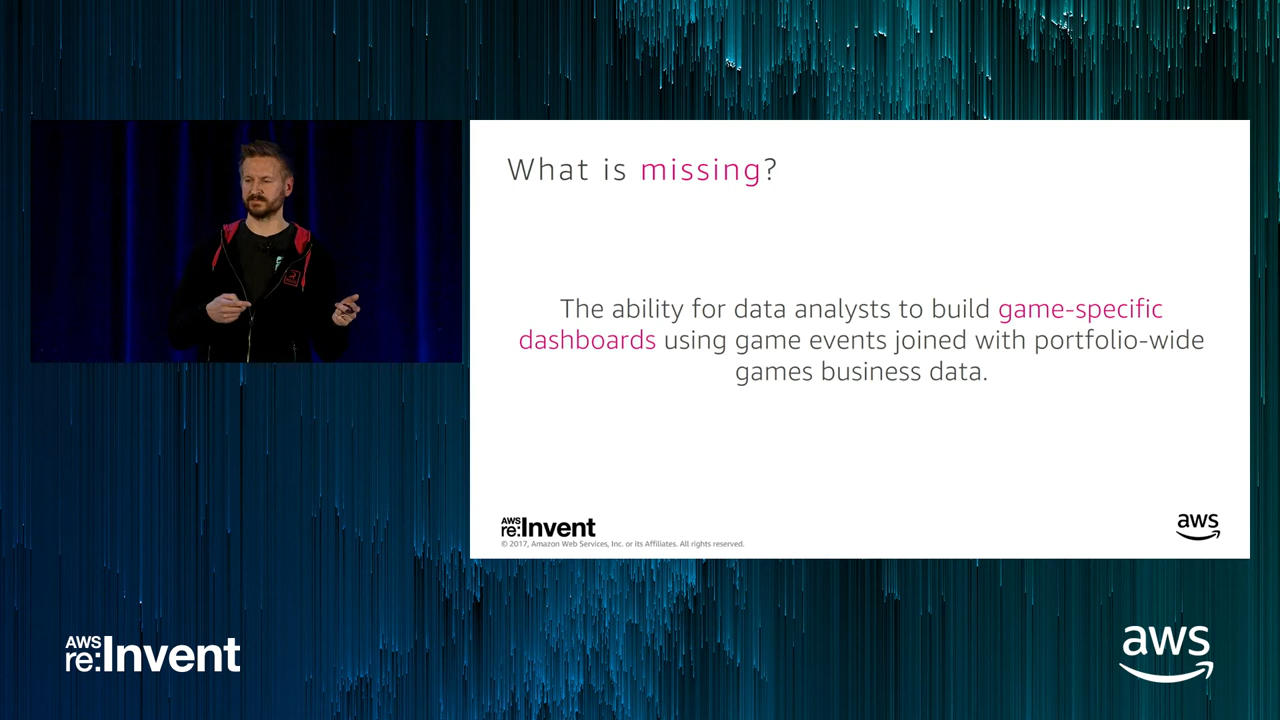 What is missing?
The ability for data analysts to build game-specific
dashboards using game events joined with portfolio-wide
games business data.
AWS
re:Invent
© 2017, Amazon Web Services, Inc. or its Affiliates. All rights reserved.
aws
AWS
re:Invent
aws